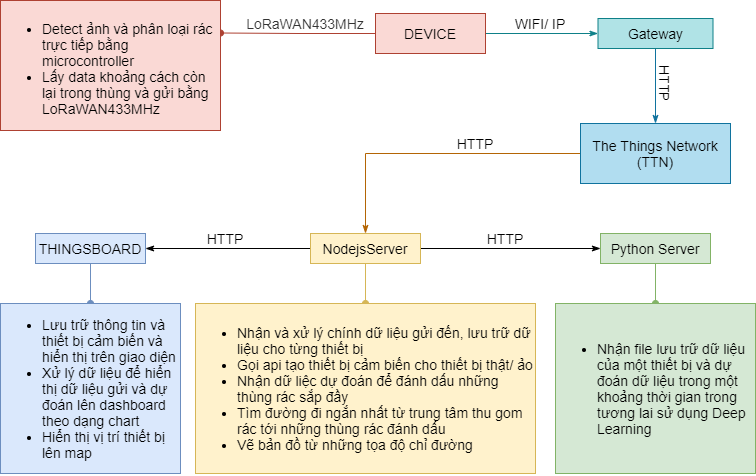 Detect ảnh và phân loại rác
trực tiếp bằng
microcontroller
Lấy data khoảng cách còn
lại trong thùng và gửi bằng
LoRaWAN433MHz
LoRaWAN433MHz
DEVICE
WIFI/ IP
Gateway
HTTP
The Things Network
(TTN)
HTTP
THINGSBOARD
HTTP
NodejsServer
HTTP
Python Server
Lưu trữ thông tin và
thiết bị cảm biến và
hiển thị trên giao diện
Xử lý dữ liệu để hiển
thị dữ liệu gửi và dự
đoán lên dashboard
theo dạng chart
Hiển thị vị trí thiết bị
lên map
Nhận và xử lý chính dữ liệu gửi đến, lưu trữ dữ
liệu cho từng thiết bị
Gọi api tạo thiết bị cảm biến cho thiết bị thật/ ảo
Nhận dữ liệc dự đoán để đánh dấu những
thùng rác sắp đầy
Tìm đường đi ngắn nhất từ trung tâm thu gom
rác tới những thùng rác đánh dấu
Vẽ bản đồ từ những tọa độ chỉ đường
Nhận file lưu trữ dữ liệu
của một thiết bị và dự
đoán dữ liệu trong một
khoảng thời gian trong
tương lai sử dụng Deep
Learning